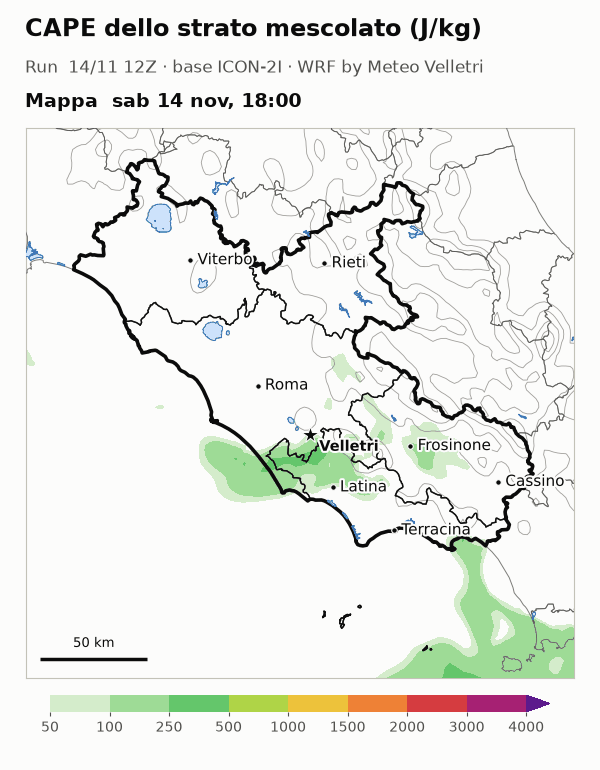 CAPE dello strato mescolato (J/kg)
Run  14/11 12Z · base ICON-2I · WRF by Meteo Velletri
Mappa  sab 14 nov, 18:00
Viterbo
Rieti
Roma
Velletri
Frosinone
Latina
Cassino
Terracina
50 km
50 100 250 500 1000 1500 2000 3000 4000